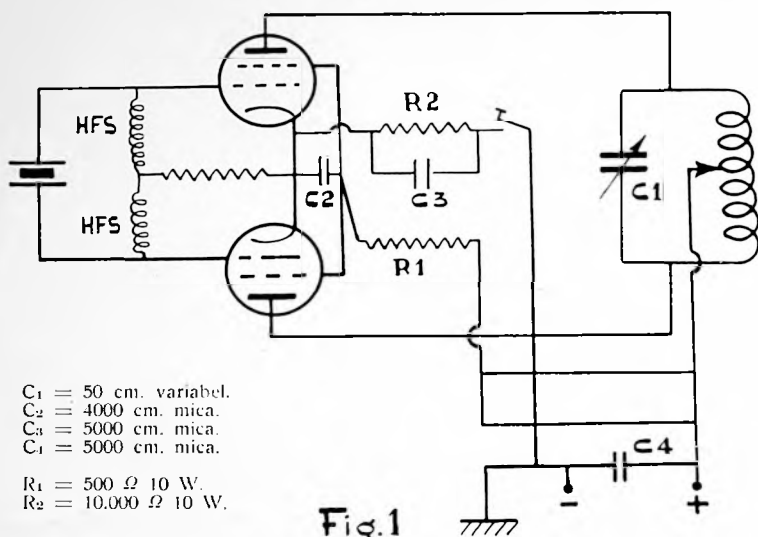 HFS
HFS
R2
C2
C3
R1
C1
C4
- +
C1 = 50 cm. variabel.
C2 = 4000 cm. mica.
C3 = 5000 cm. mica.
C4 = 5000 cm. mica.
R1 = 500 Ω 10 W.
R2 = 10.000 Ω 10 W.
Fig.1